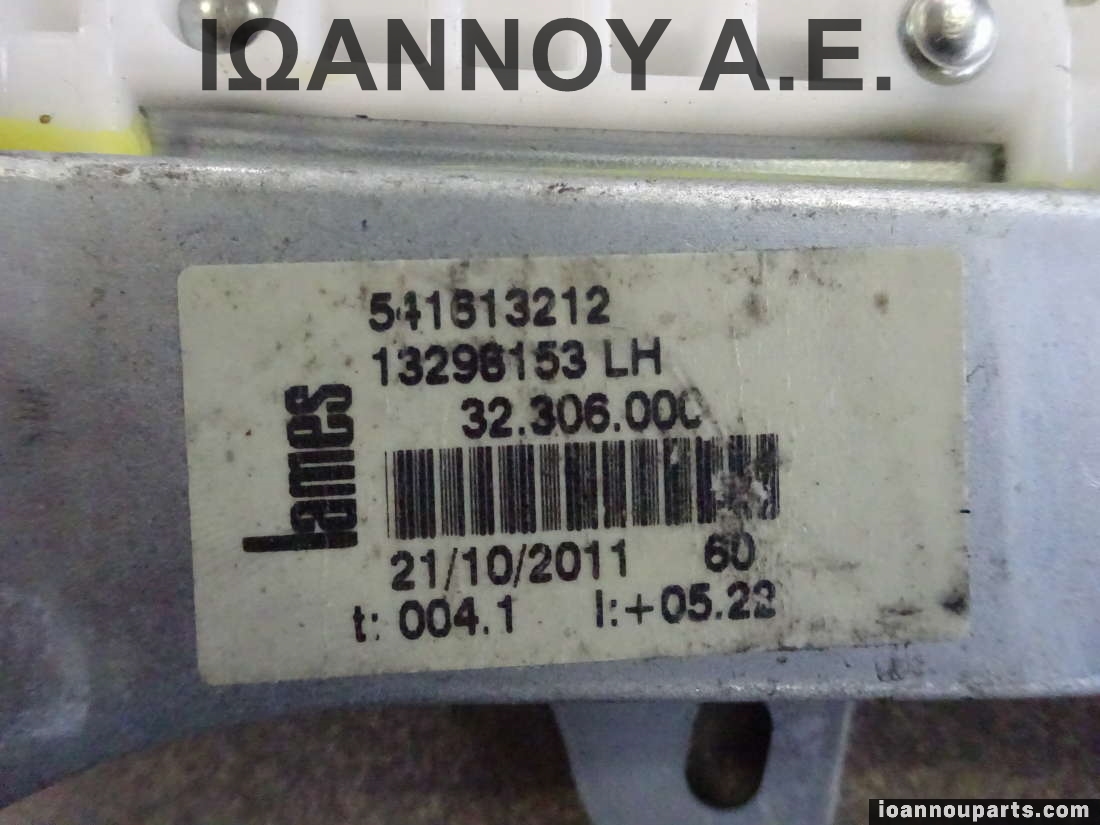 ΙΩΑΝΝΟΥ Α.Ε.
541613212
13298153 LH
32.306.000
Lames
21/10/2011 60
t: 004.1 l:+05.22
ioannouparts.com